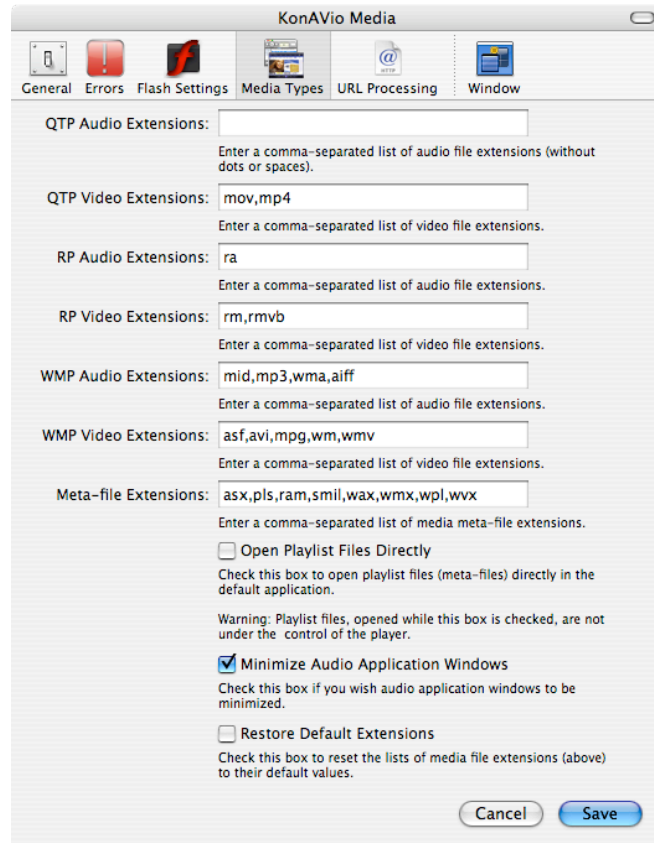 KonAVio Media
General Errors Flash Settings Media Types URL Processing Window
QTP Audio Extensions:
Enter a comma-separated list of audio file extensions (without
dots or spaces).
QTP Video Extensions: mov,mp4
Enter a comma-separated list of video file extensions.
RP Audio Extensions: ra
Enter a comma-separated list of audio file extensions.
RP Video Extensions: rm,rmvb
Enter a comma-separated list of video file extensions.
WMP Audio Extensions: mid,mp3,wma,aiff
Enter a comma-separated list of audio file extensions.
WMP Video Extensions: asf,avi,mpg,wm,wmv
Enter a comma-separated list of video file extensions.
Meta-file Extensions: asx,pls,ram,smil,wax,wmx,wpl,wvx
Enter a comma-separated list of media meta-file extensions.
Open Playlist Files Directly
Check this box to open playlist files (meta-files) directly in the
default application.
Warning: Playlist files, opened while this box is checked, are not
under the control of the player.
Minimize Audio Application Windows
Check this box if you wish audio application windows to be
minimized.
Restore Default Extensions
Check this box to reset the lists of media file extensions (above)
to their default values.
Cancel Save